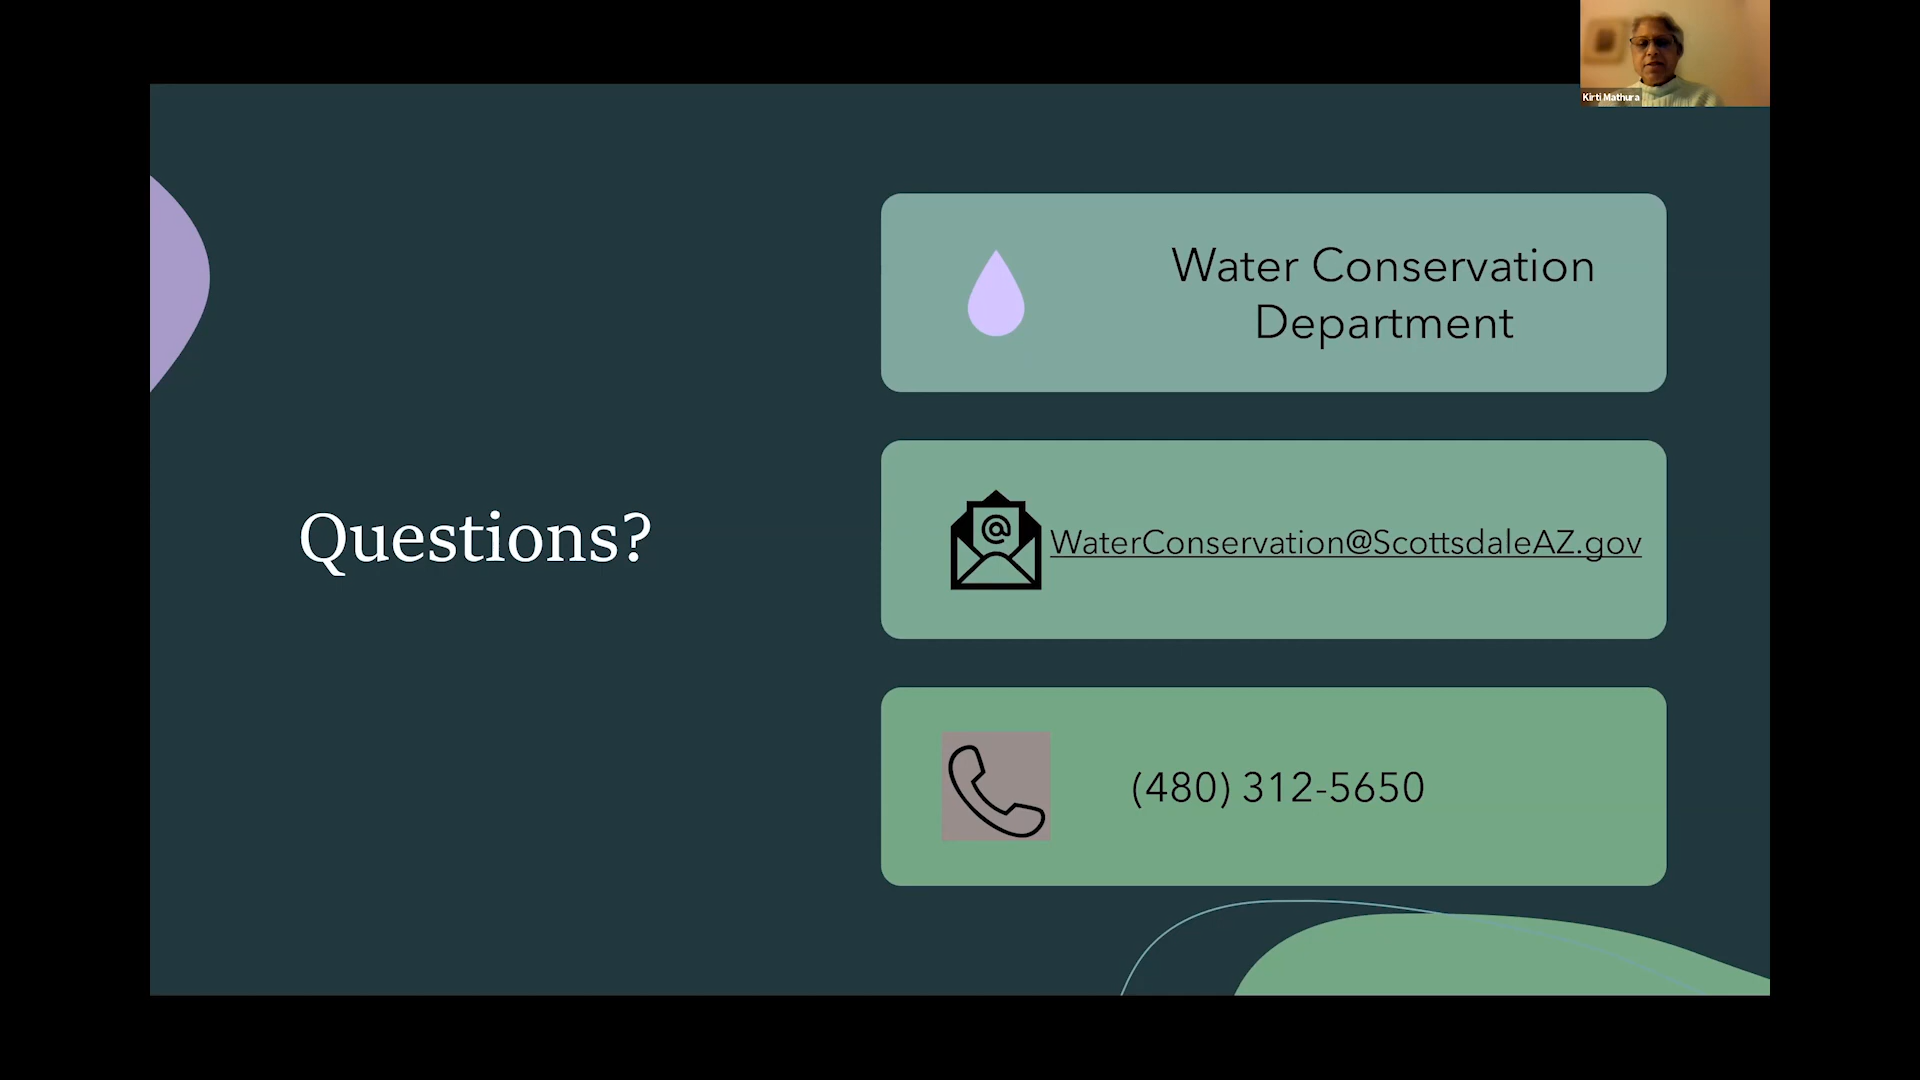 Kirti Mathura
Questions?
Water Conservation
Department
@
WaterConservation@ScottsdaleAZ.gov
(480) 312-5650